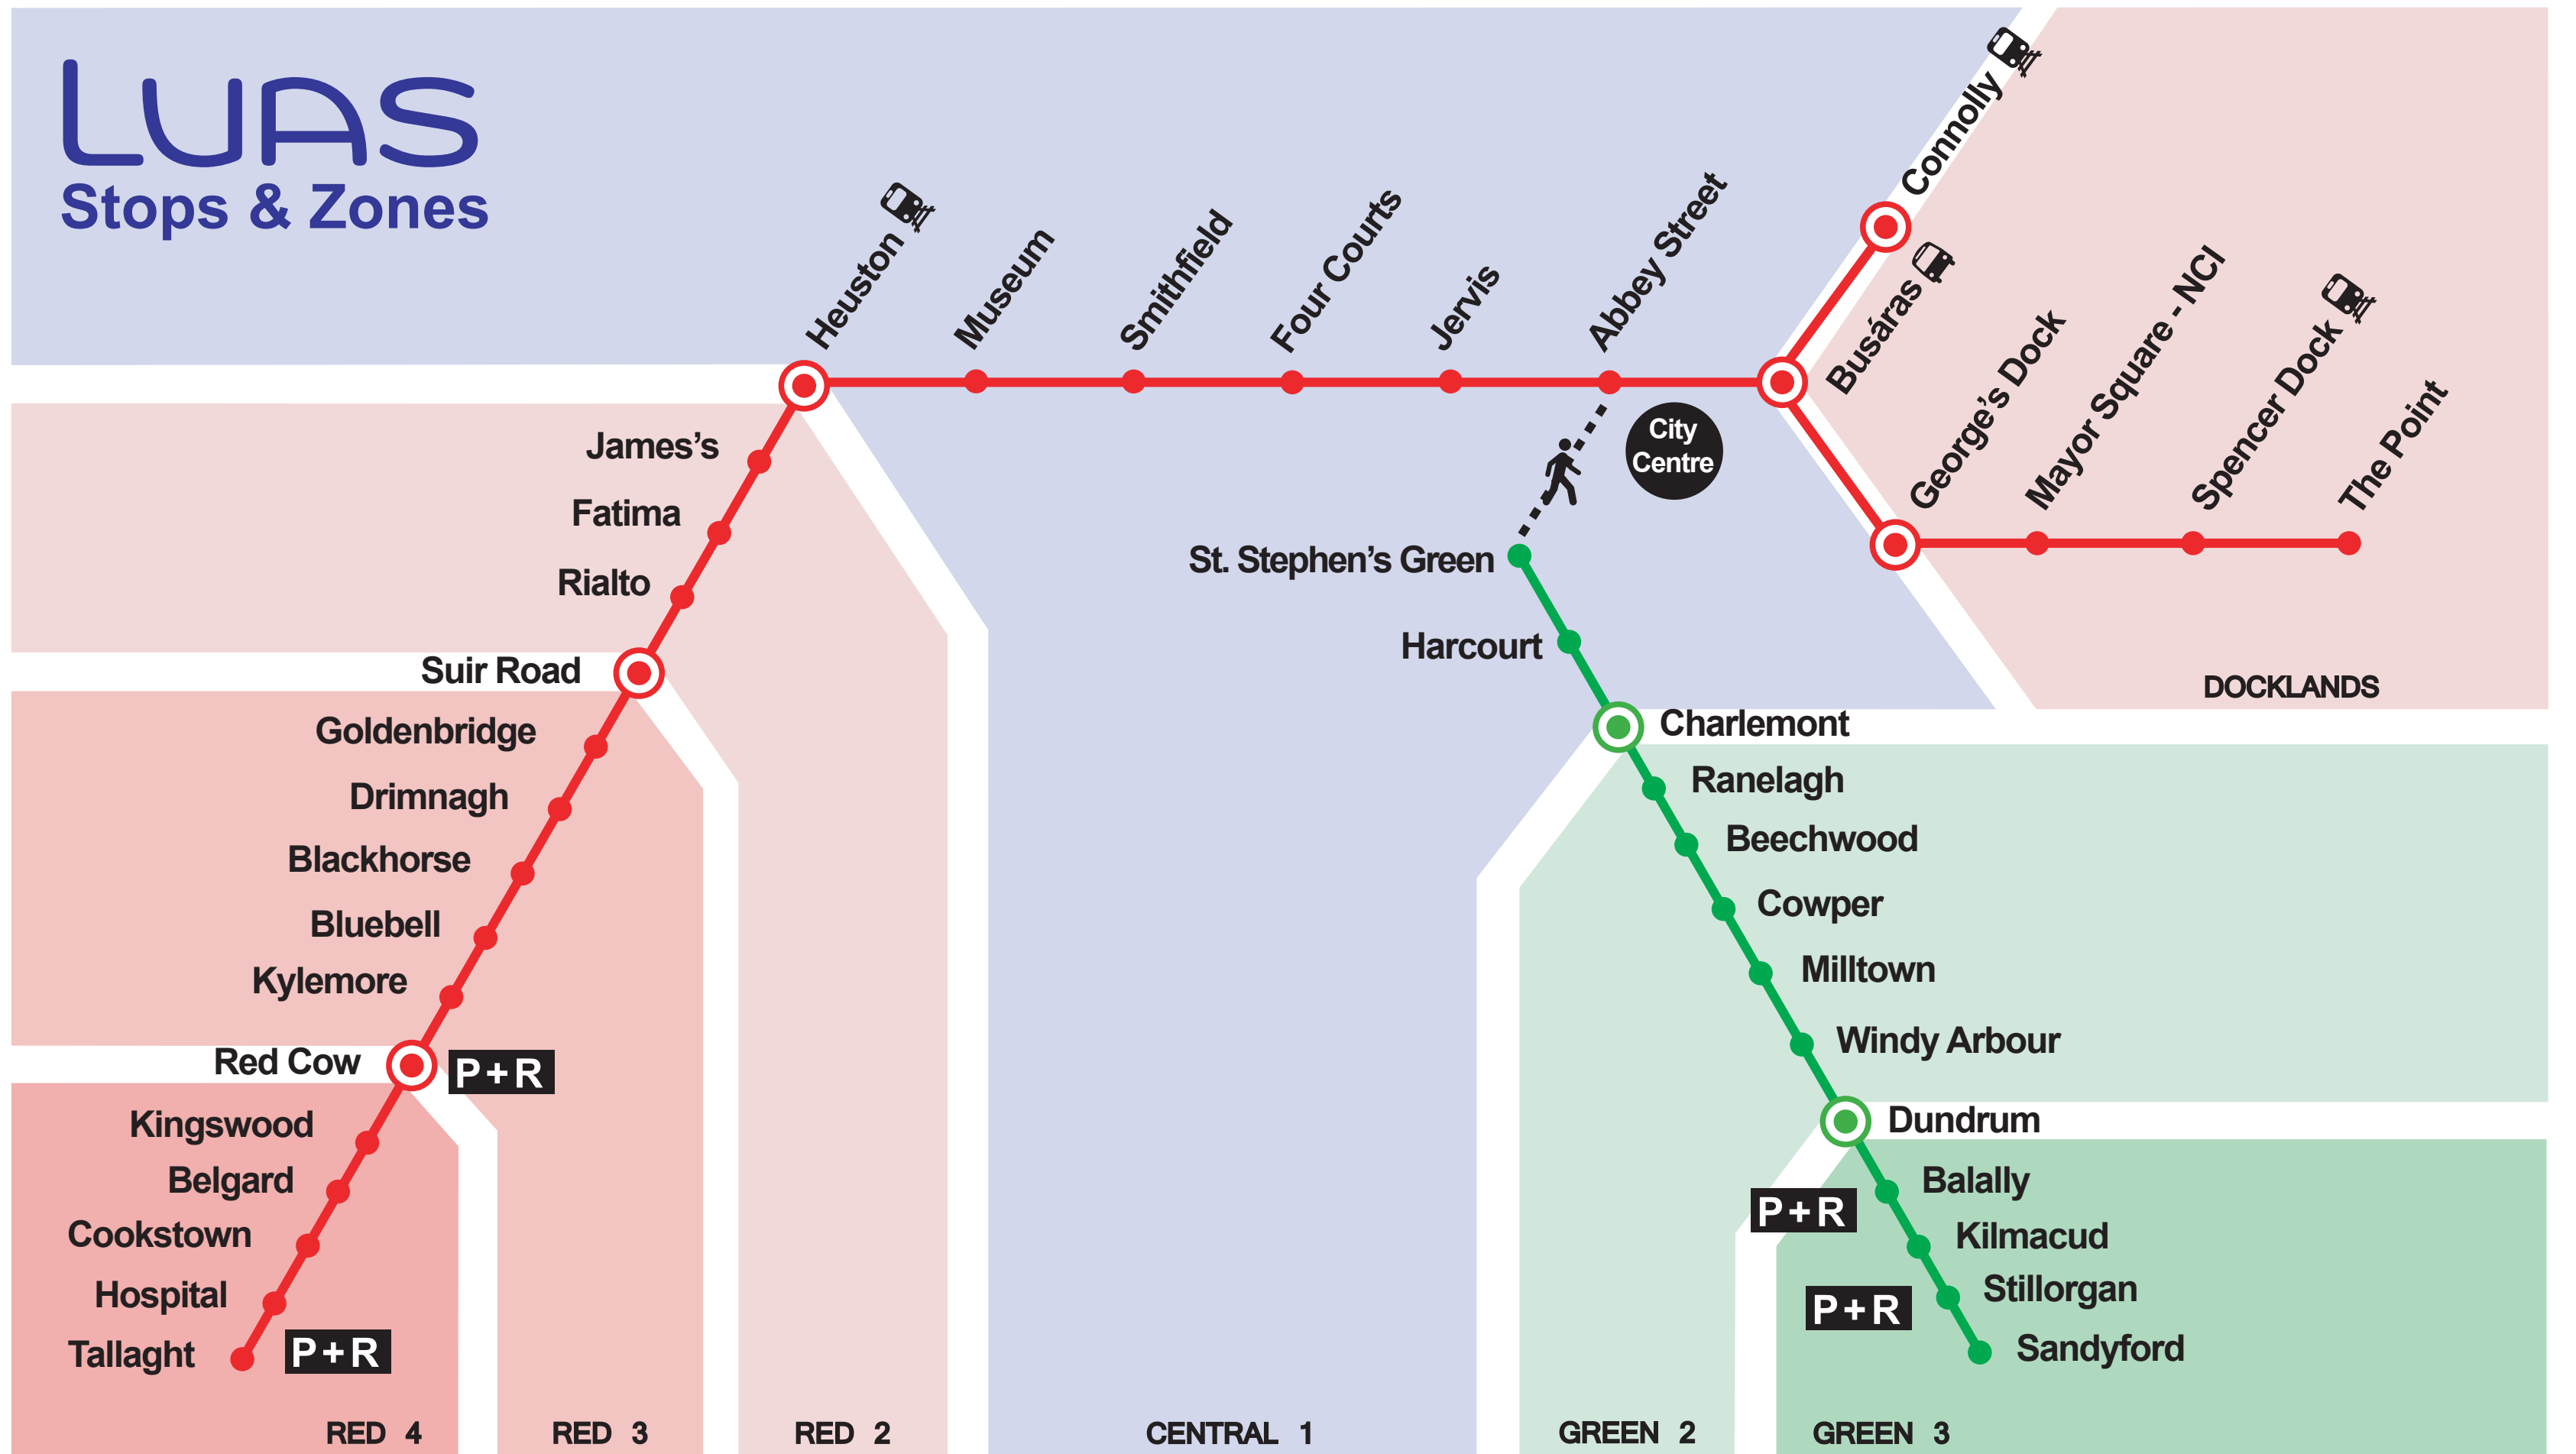 LUAS
Stops & Zones
Heuston
Museum
Smithfield
Four Courts
Jervis
Abbey Street
Busáras
Connolly
George's Dock
Mayor Square - NCI
Spencer Dock
The Point
City
Centre
James's
Fatima
Rialto
Suir Road
Goldenbridge
Drimnagh
Blackhorse
Bluebell
Kylemore
Red Cow
P+R
Kingswood
Belgard
Cookstown
Hospital
Tallaght
P+R
St. Stephen's Green
Harcourt
Charlemont
Ranelagh
Beechwood
Cowper
Milltown
Windy Arbour
Dundrum
Balally
P+R
Kilmacud
Stillorgan
P+R
Sandyford
DOCKLANDS
RED 4
RED 3
RED 2
CENTRAL 1
GREEN 2
GREEN 3